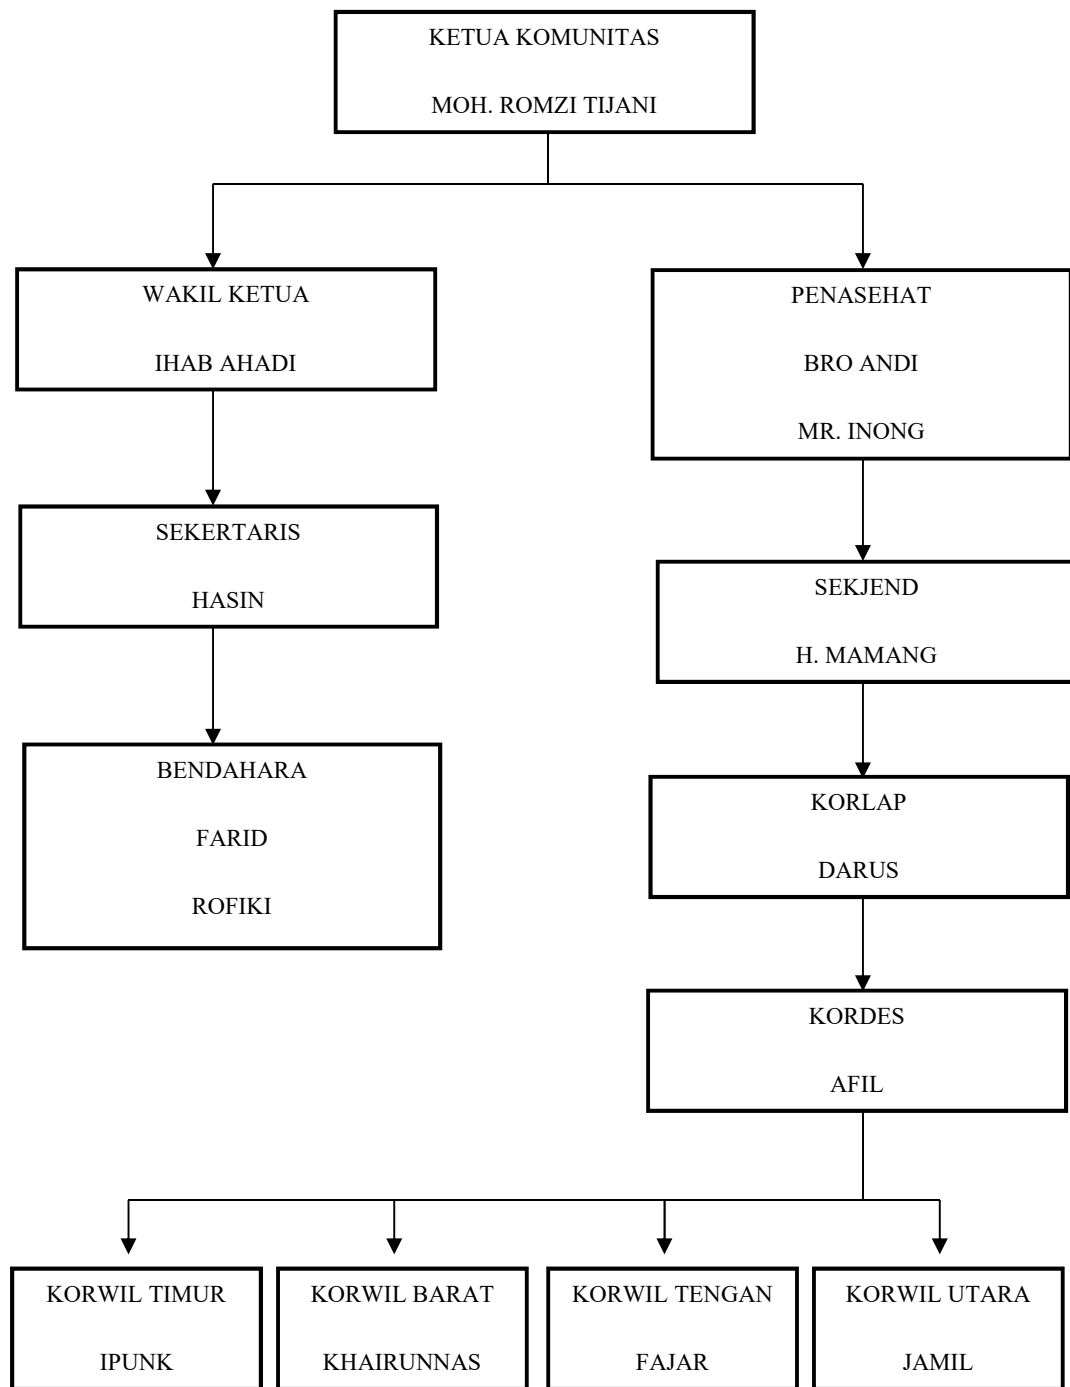 KETUA KOMUNITAS
MOH. ROMZI TIJANI
WAKIL KETUA
IHAB AHADI
PENASEHAT
BRO ANDI
MR. INONG
SEKERTARIS
HASIN
SEKJEND
H. MAMANG
BENDAHARA
FARID
ROFIKI
KORLAP
DARUS
KORDES
AFIL
KORWIL TIMUR
IPUNK
KORWIL BARAT
KHAIRUNNAS
KORWIL TENGAN
FAJAR
KORWIL UTARA
JAMIL